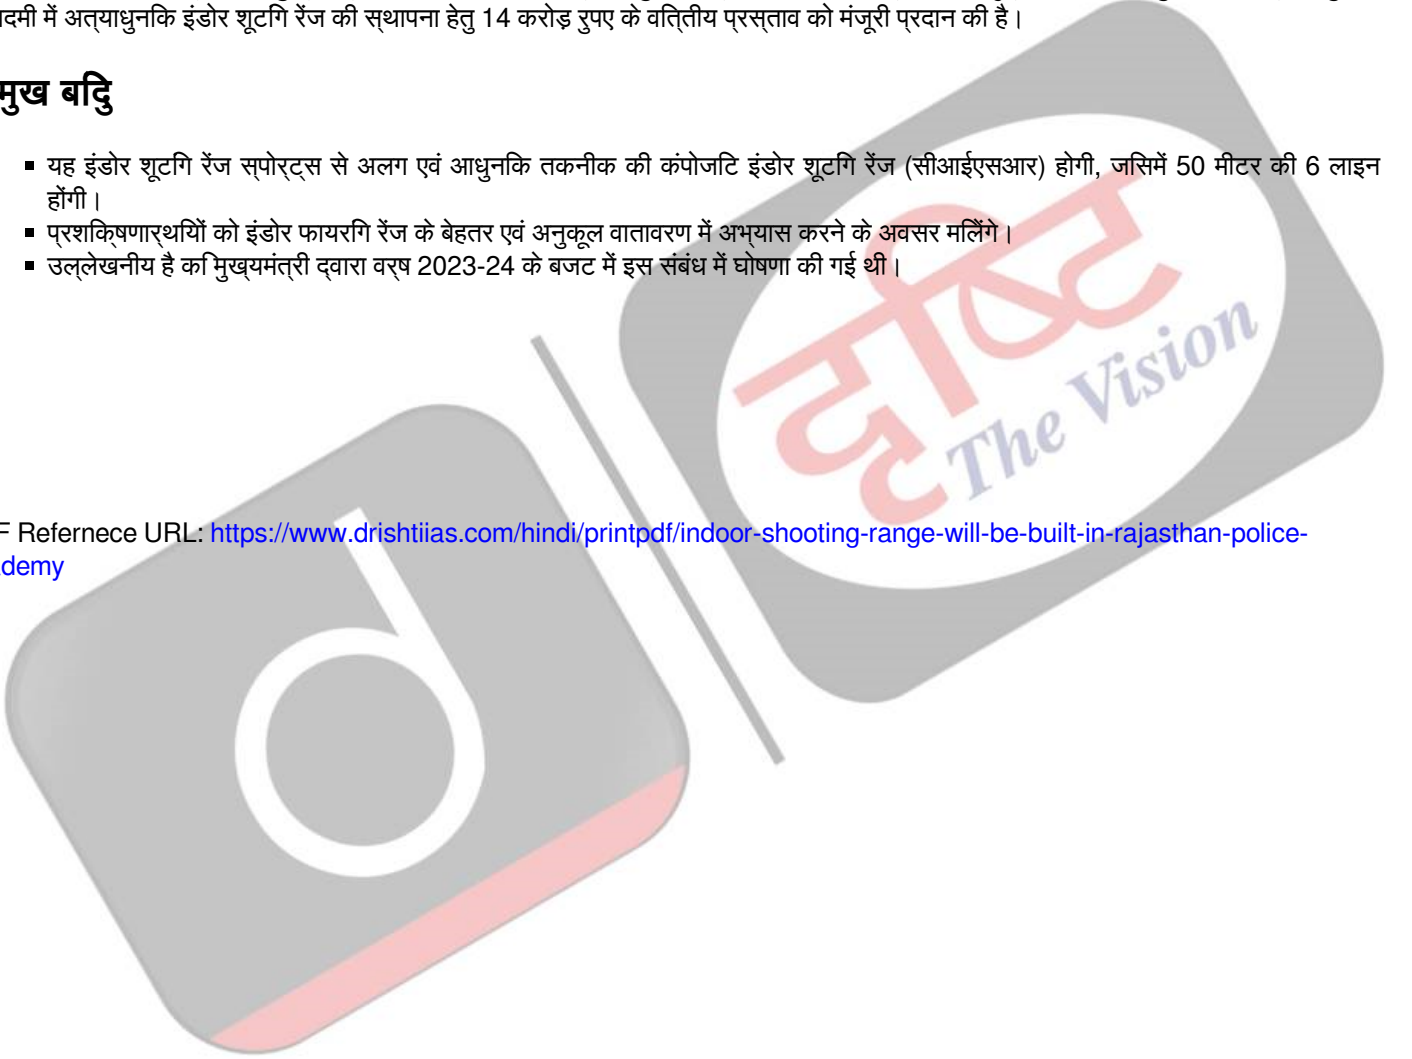 दमी में अत्याधुनिक इंडोर शूटिंग रेंज की स्थापना हेतु 14 करोड़ रुपए के वित्तीय प्रस्ताव को मंजूरी प्रदान की है।
मुख बिंदु
▪ यह इंडोर शूटिंग रेंज स्पोर्ट्स से अलग एवं आधुनिक तकनीक की कंपोजिट इंडोर शूटिंग रेंज (सीआईएसआर) होगी, जिसमें 50 मीटर की 6 लाइन
होंगी।
▪ प्रशिक्षणार्थियों को इंडोर फायरिंग रेंज के बेहतर एवं अनुकूल वातावरण में अभ्यास करने के अवसर मिलेंगे।
▪ उल्लेखनीय है कि मुख्यमंत्री द्वारा वर्ष 2023-24 के बजट में इस संबंध में घोषणा की गई थी।
दृष्टि
The Vision
F Refernece URL: https://www.drishtiias.com/hindi/printpdf/indoor-shooting-range-will-be-built-in-rajasthan-police-
demy
d